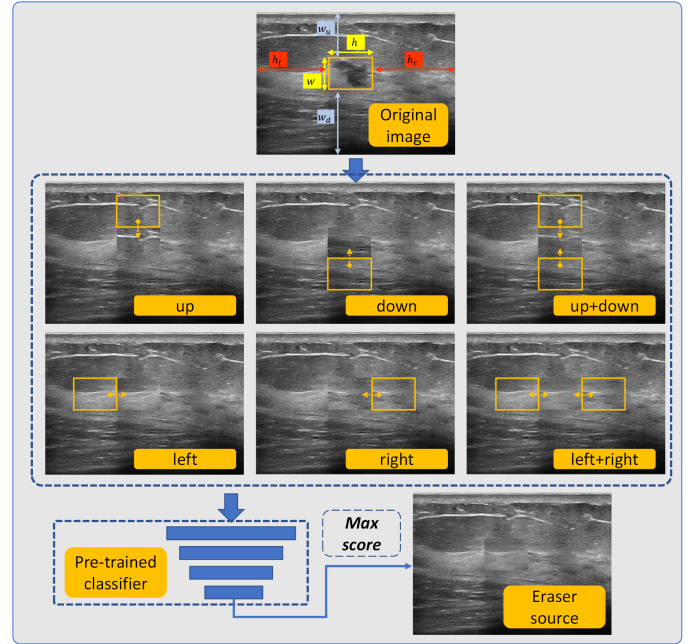 w_u
h
h_l
h_r
w
w_d
Original
image
up
down
up+down
left
right
left+right
Pre-trained
classifier
Max
score
Eraser
source